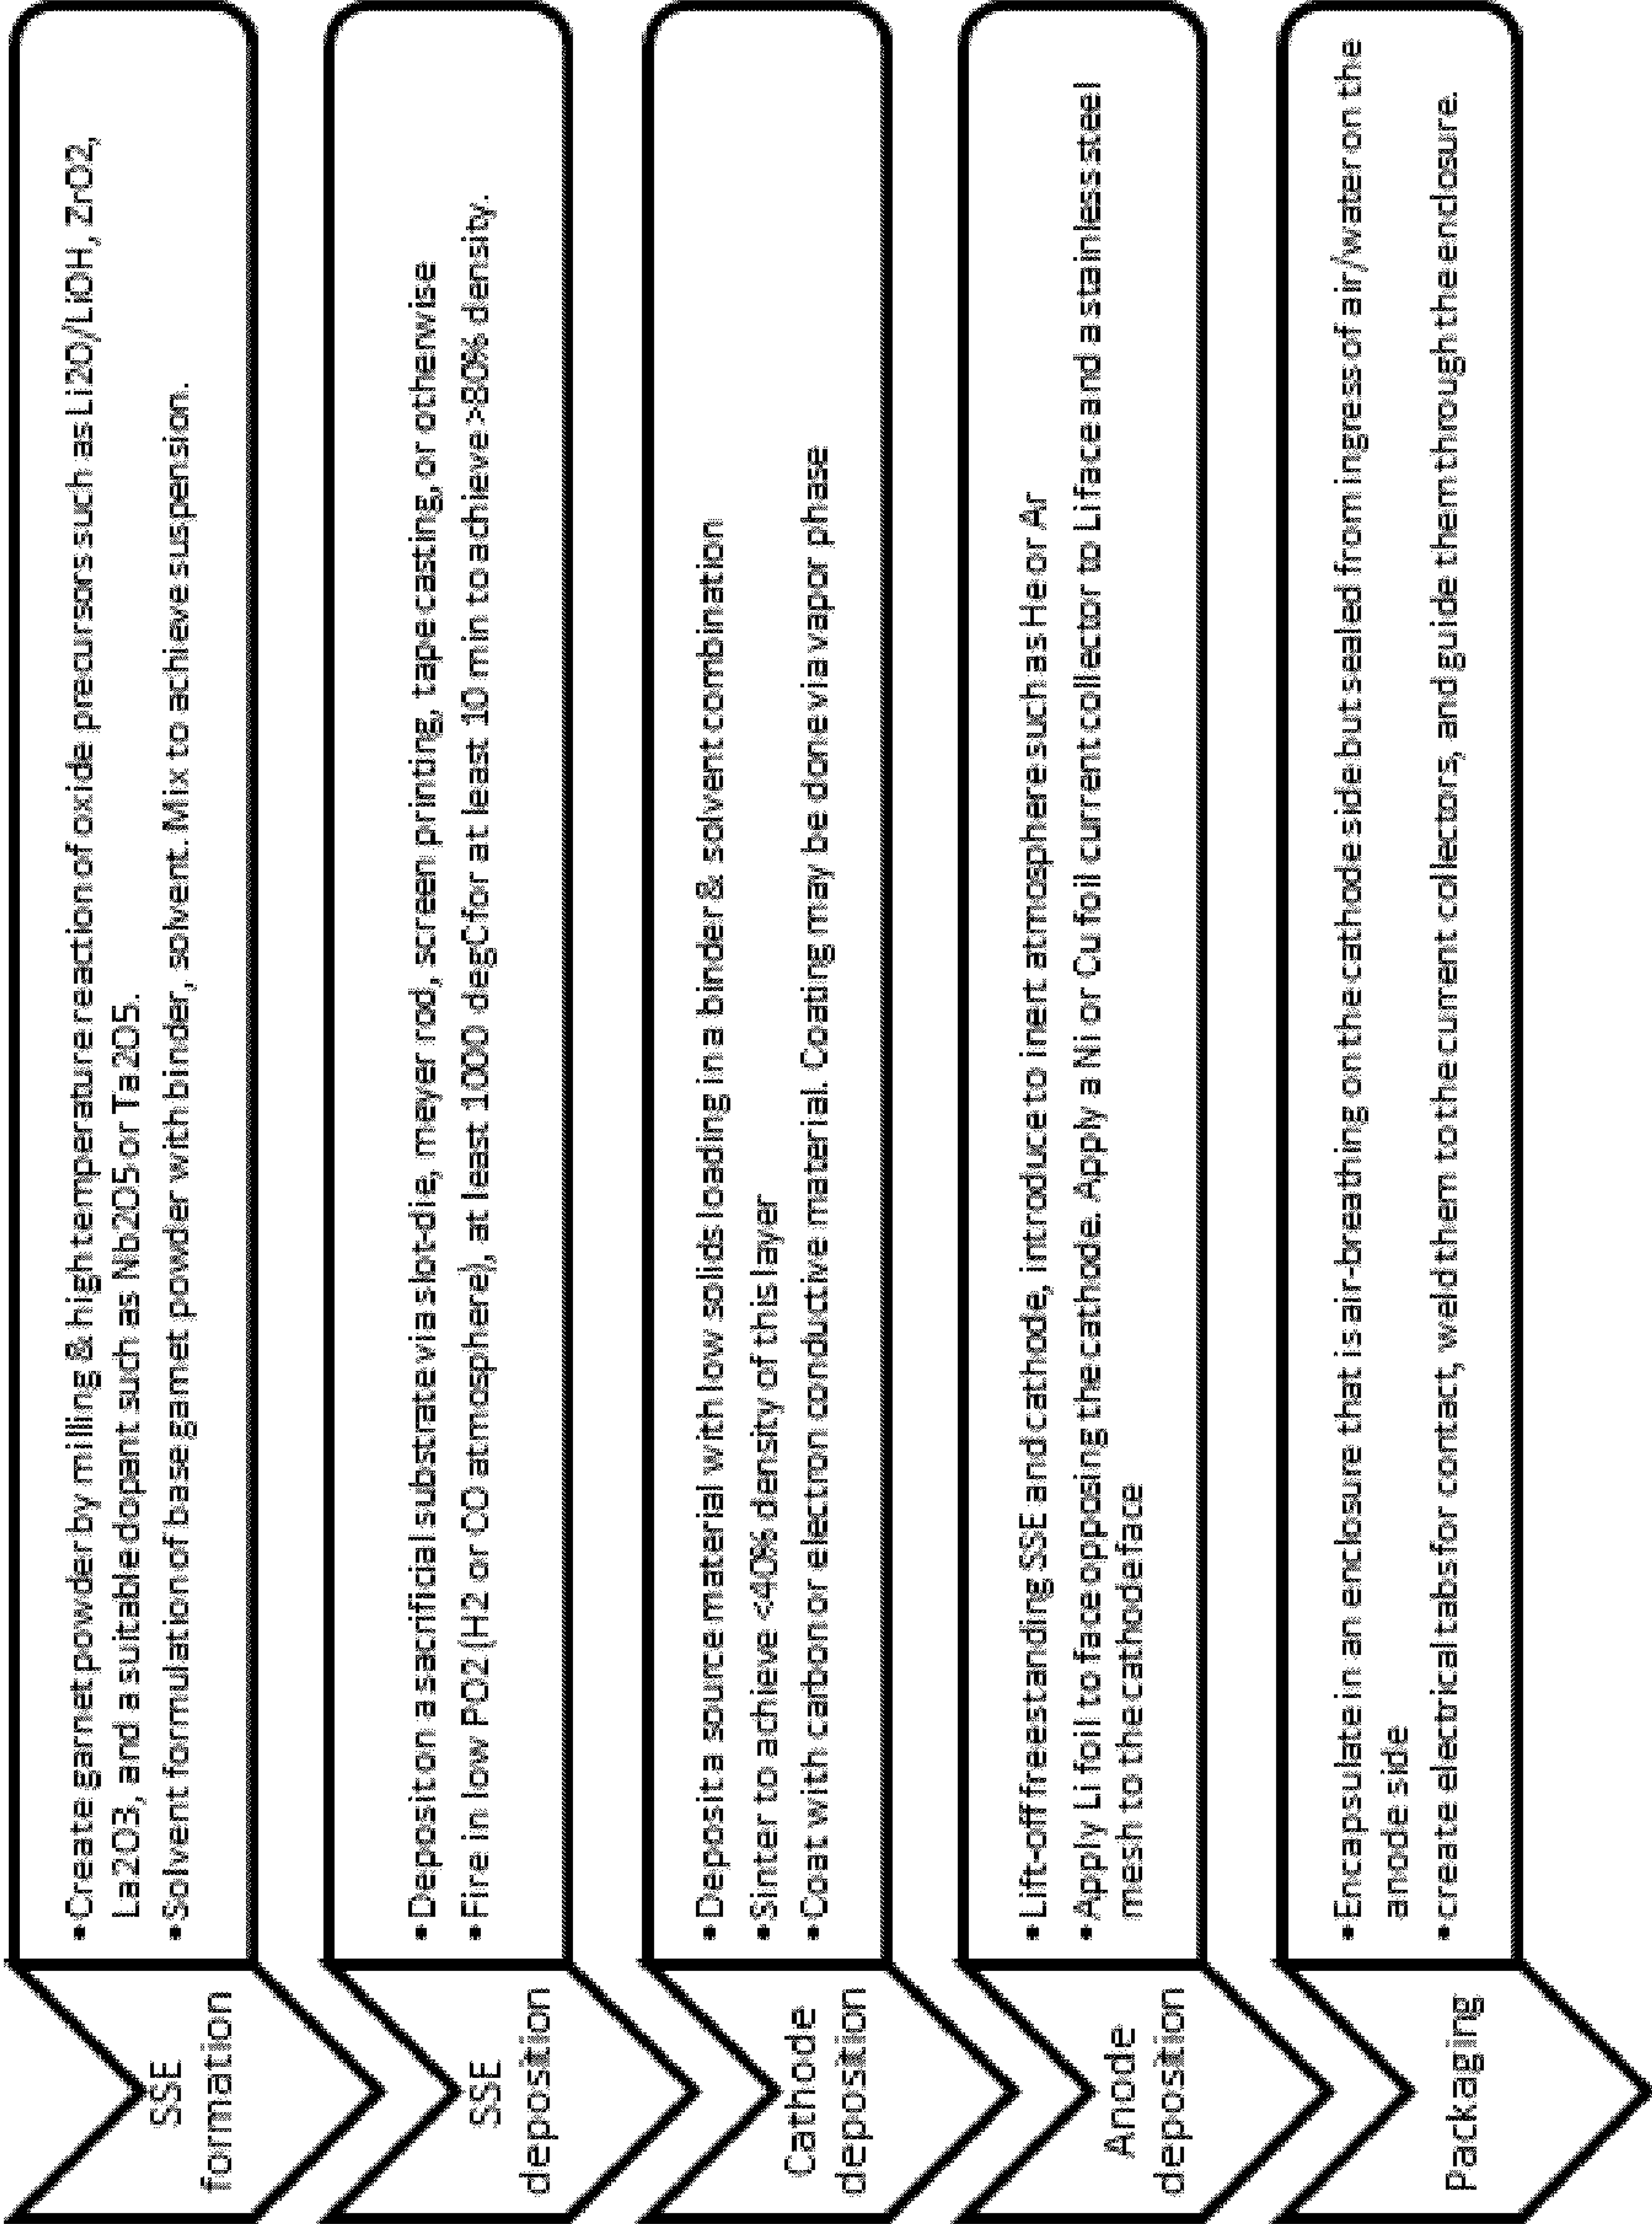 SSE
formation
•Create garnet powder by milling & high temperature reaction of oxide precursors such as Li2O/LiOH, ZrO2,
La2O3, and a suitable dopant such as Nb2O5 or Ta2O5.
•Solvent formulation of base garnet powder with binder, solvent. Mix to achieve suspension.
SSE
deposition
•Deposit on a sacrificial substrate via slot-die, meyer rod, screen printing, tape casting, or otherwise
•Fire in low PO2 (H2 or CO atmosphere), at least 1000 degC for at least 10 min to achieve >80% density.
Cathode
deposition
•Deposit a source material with low solids loading in a binder & solvent combination
•Sinter to achieve <40% density of this layer
•Coat with carbon or electron conductive material. Coating may be done via vapor phase
Anode
deposition
•Lift-off freestanding SSE and cathode, introduce to inert atmosphere such as He or Ar
•Apply Li foil to face opposing the cathode. Apply a Ni or Cu foil current collector to Li face and a stainless steel
mesh to the cathode face
Packaging
•Encapsulate in an enclosure that is air-breathing on the cathode side but sealed from ingress of air/water on the
anode side
•create electrical tabs for contact, weld them to the current collectors, and guide them through the enclosure.